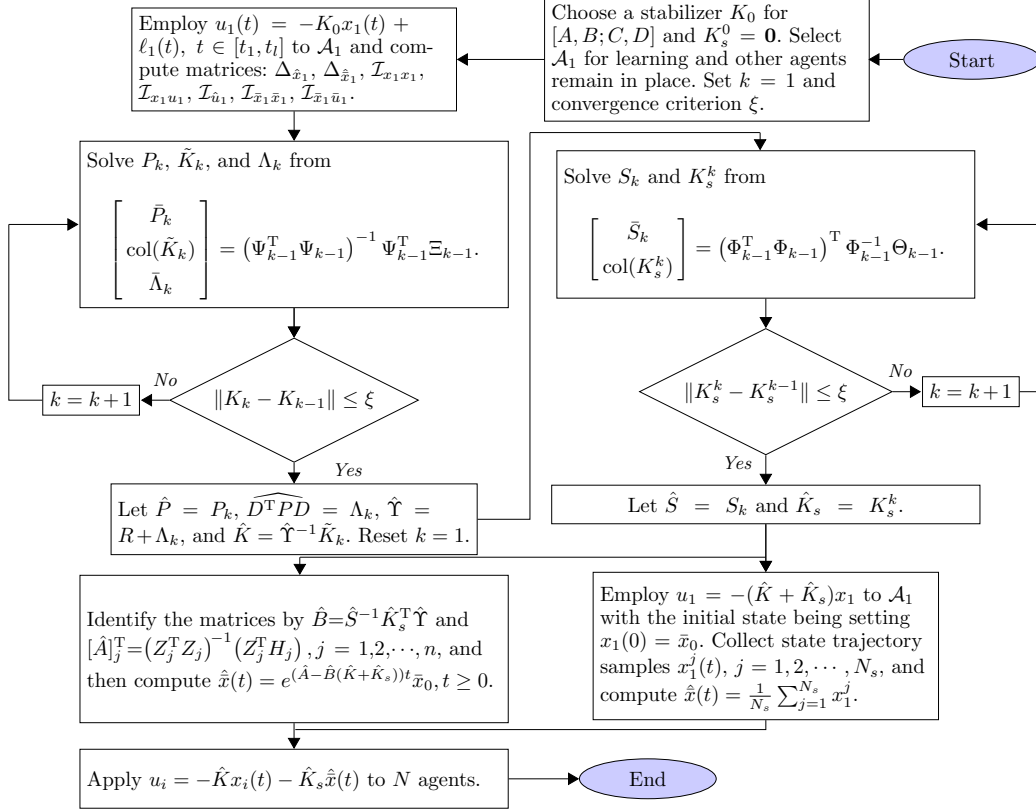 Start
Choose a stabilizer $K_0$ for
$[A, B; C, D]$ and $K_s^0 = \mathbf{0}$. Select
$\mathcal{A}_1$ for learning and other agents
remain in place. Set $k = 1$ and
convergence criterion $\xi$.
Employ $u_1(t) = -K_0 x_1(t) +$
$\ell_1(t)$, $t \in [t_1, t_l]$ to $\mathcal{A}_1$ and com-
pute matrices: $\Delta_{\hat{x}_1}$, $\Delta_{\hat{\bar{x}}_1}$, $\mathcal{I}_{x_1 x_1}$,
$\mathcal{I}_{x_1 u_1}$, $\mathcal{I}_{\hat{u}_1}$, $\mathcal{I}_{\bar{x}_1 \bar{x}_1}$, $\mathcal{I}_{\bar{x}_1 \bar{u}_1}$.
Solve $P_k$, $\tilde{K}_k$, and $\Lambda_k$ from
$\begin{bmatrix} \bar{P}_k \\ \mathrm{col}(\tilde{K}_k) \\ \bar{\Lambda}_k \end{bmatrix} = \left(\Psi_{k-1}^{\mathrm{T}} \Psi_{k-1}\right)^{-1} \Psi_{k-1}^{\mathrm{T}} \Xi_{k-1}.$
$\|K_k - K_{k-1}\| \leq \xi$
No
$k = k+1$
Yes
Let $\hat{P} = P_k$, $\widehat{D^{\mathrm{T}}PD} = \Lambda_k$, $\hat{\Upsilon} =$
$R + \Lambda_k$, and $\hat{K} = \hat{\Upsilon}^{-1} \tilde{K}_k$. Reset $k = 1$.
Solve $S_k$ and $K_s^k$ from
$\begin{bmatrix} \bar{S}_k \\ \mathrm{col}(K_s^k) \end{bmatrix} = \left(\Phi_{k-1}^{\mathrm{T}} \Phi_{k-1}\right)^{\mathrm{T}} \Phi_{k-1}^{-1} \Theta_{k-1}.$
$\|K_s^k - K_s^{k-1}\| \leq \xi$
No
$k = k+1$
Yes
Let $\hat{S} = S_k$ and $\hat{K}_s = K_s^k$.
Identify the matrices by $\hat{B} = \hat{S}^{-1} \hat{K}_s^{\mathrm{T}} \hat{\Upsilon}$ and
$[\hat{A}]_j^{\mathrm{T}} = \left(Z_j^{\mathrm{T}} Z_j\right)^{-1} \left(Z_j^{\mathrm{T}} H_j\right)$, $j = 1, 2, \cdots, n$, and
then compute $\hat{\bar{x}}(t) = e^{(\hat{A} - \hat{B}(\hat{K} + \hat{K}_s))t} \bar{x}_0, t \geq 0$.
Employ $u_1 = -(\hat{K} + \hat{K}_s) x_1$ to $\mathcal{A}_1$
with the initial state being setting
$x_1(0) = \bar{x}_0$. Collect state trajectory
samples $x_1^j(t)$, $j = 1, 2, \cdots, N_s$, and
compute $\hat{\bar{x}}(t) = \frac{1}{N_s} \sum_{j=1}^{N_s} x_1^j$.
Apply $u_i = -\hat{K} x_i(t) - \hat{K}_s \hat{\bar{x}}(t)$ to $N$ agents.
End